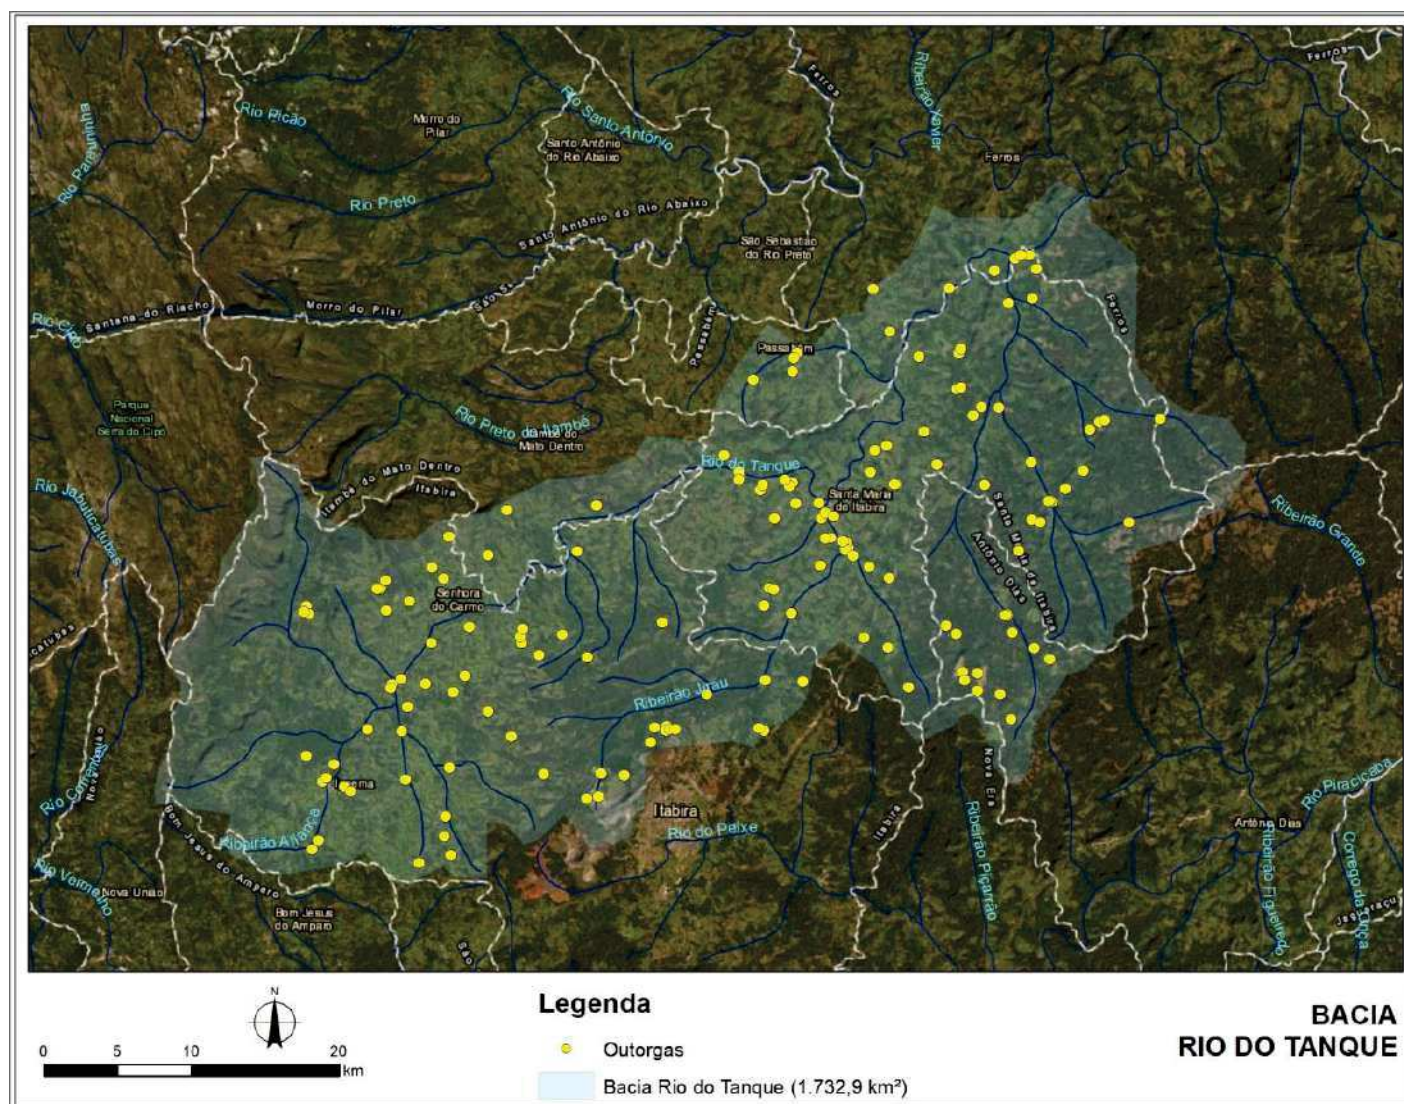 Ferros
Ferros
Rio Picão
Morro do
Pilar
Rio Santo Antônio
Santo Antônio
do Rio Abaixo
Ribeirão Xavier
Ferros
Rio Parauninha
Rio Preto
Santo Antônio do Rio Abaixo
São Sebastião
do Rio Preto
Santana do Riacho
Morro do Pilar
Rio Cipó
Passabém
Passabém
Ferros
Parque
Nacional
Serra do Cipó
Rio Preto do Itambé
Itambé do
Mato Dentro
Itambé do Mato Dentro
Itabira
Rio do Tanque
Santa Maria
de Itabira
Rio Jabuticatubas
Santa Maria de Itabira
Antônio Dias
Ribeirão Grande
Senhora
do Carmo
Ribeirão Jirau
Rio Correntes
Ipoema
Ribeirão Aliança
Itabira
Rio do Peixe
Itabira
Nova Era
Ribeirão Piçarrão
Rio Piracicaba
Antônio Dias
Ribeirão Figueiredo
Córrego da Onça
Jaguaraçu
Rio Vermelho
Nova União
Bom Jesus do Amparo
Bom Jesus
do Amparo
São
N
0 5 10 20
km
Legenda
Outorgas
Bacia Rio do Tanque (1.732,9 km²)
BACIA
RIO DO TANQUE